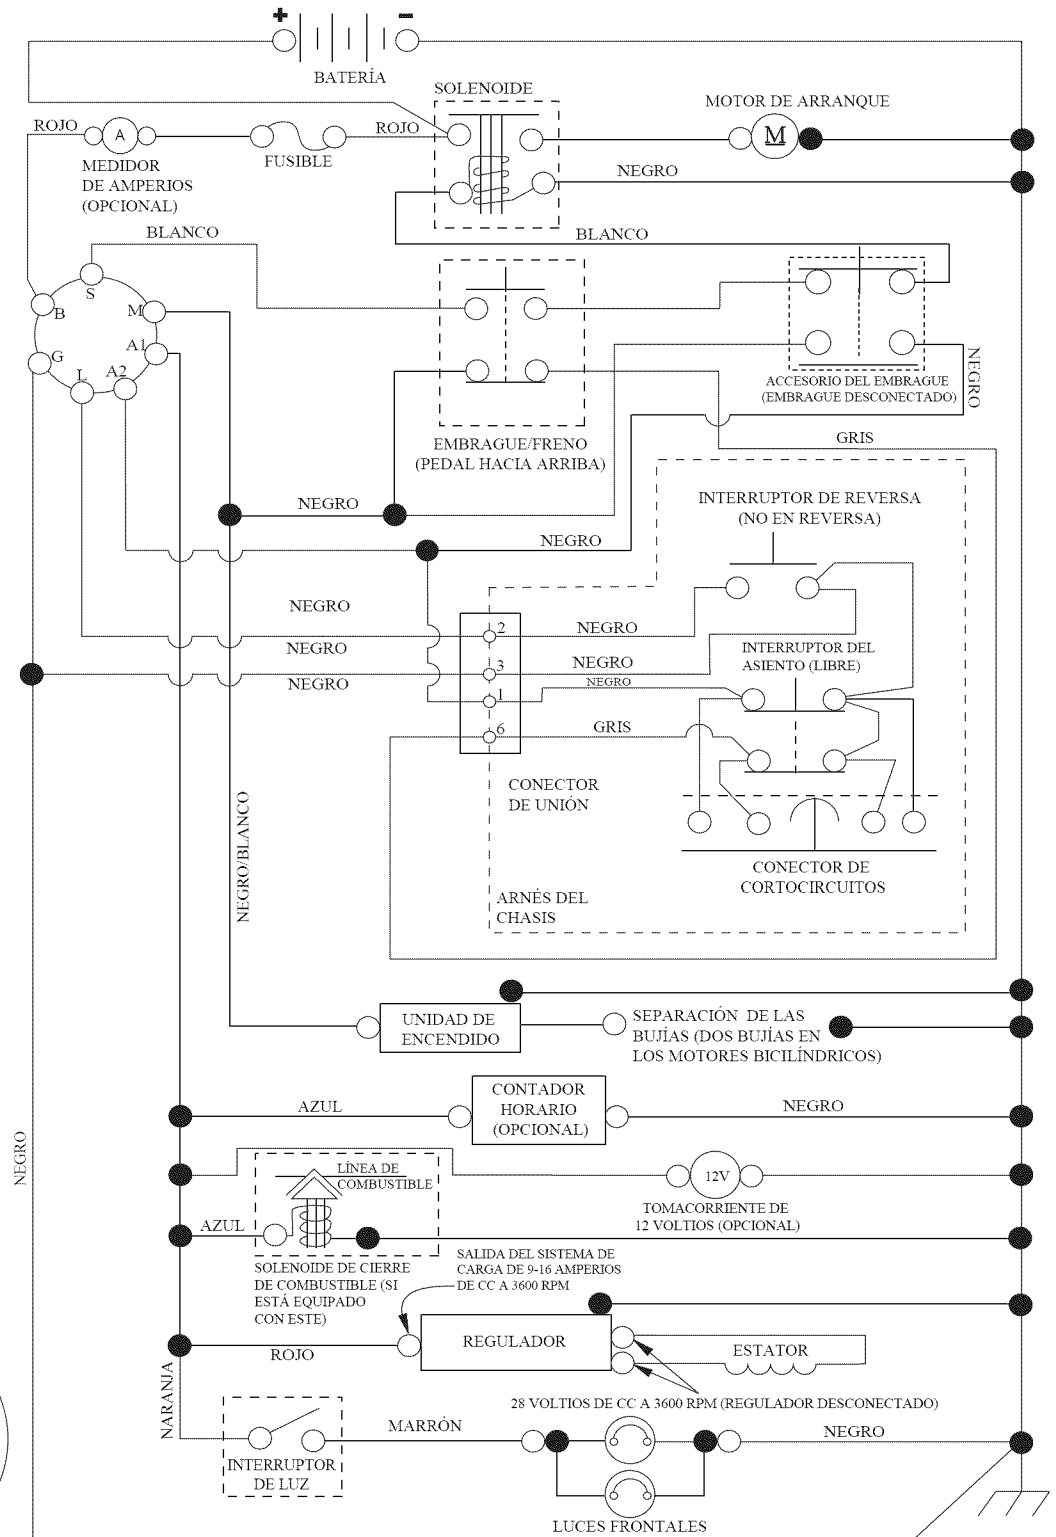 +
-
BATERÍA
SOLENOIDE
MOTOR DE ARRANQUE
ROJO
A
ROJO
FUSIBLE
M
MEDIDOR
DE AMPERIOS
(OPCIONAL)
NEGRO
BLANCO
BLANCO
S
B
M
A1
G
L
A2
NEGRO
ACCESORIO DEL EMBRAGUE
(EMBRAGUE DESCONECTADO)
EMBRAGUE/FRENO
(PEDAL HACIA ARRIBA)
GRIS
NEGRO
INTERRUPTOR DE REVERSA
(NO EN REVERSA)
NEGRO
NEGRO
2
NEGRO
NEGRO
INTERRUPTOR DEL
ASIENTO (LIBRE)
3
NEGRO
NEGRO
1
NEGRO
6
GRIS
CONECTOR
DE UNIÓN
NEGRO/BLANCO
CONECTOR DE
CORTOCIRCUITOS
ARNÉS DEL
CHASIS
UNIDAD DE
ENCENDIDO
SEPARACIÓN DE LAS
BUJÍAS (DOS BUJÍAS EN
LOS MOTORES BICILÍNDRICOS)
AZUL
CONTADOR
HORARIO
(OPCIONAL)
NEGRO
NEGRO
LÍNEA DE
COMBUSTIBLE
12V
TOMACORRIENTE DE
12 VOLTIOS (OPCIONAL)
AZUL
SOLENOIDE DE CIERRE
DE COMBUSTIBLE (SI
ESTÁ EQUIPADO
CON ESTE)
SALIDA DEL SISTEMA DE
CARGA DE 9-16 AMPERIOS
DE CC A 3600 RPM
REGULADOR
ESTATOR
ROJO
NARANJA
28 VOLTIOS DE CC A 3600 RPM (REGULADOR DESCONECTADO)
MARRÓN
NEGRO
INTERRUPTOR
DE LUZ
LUCES FRONTALES